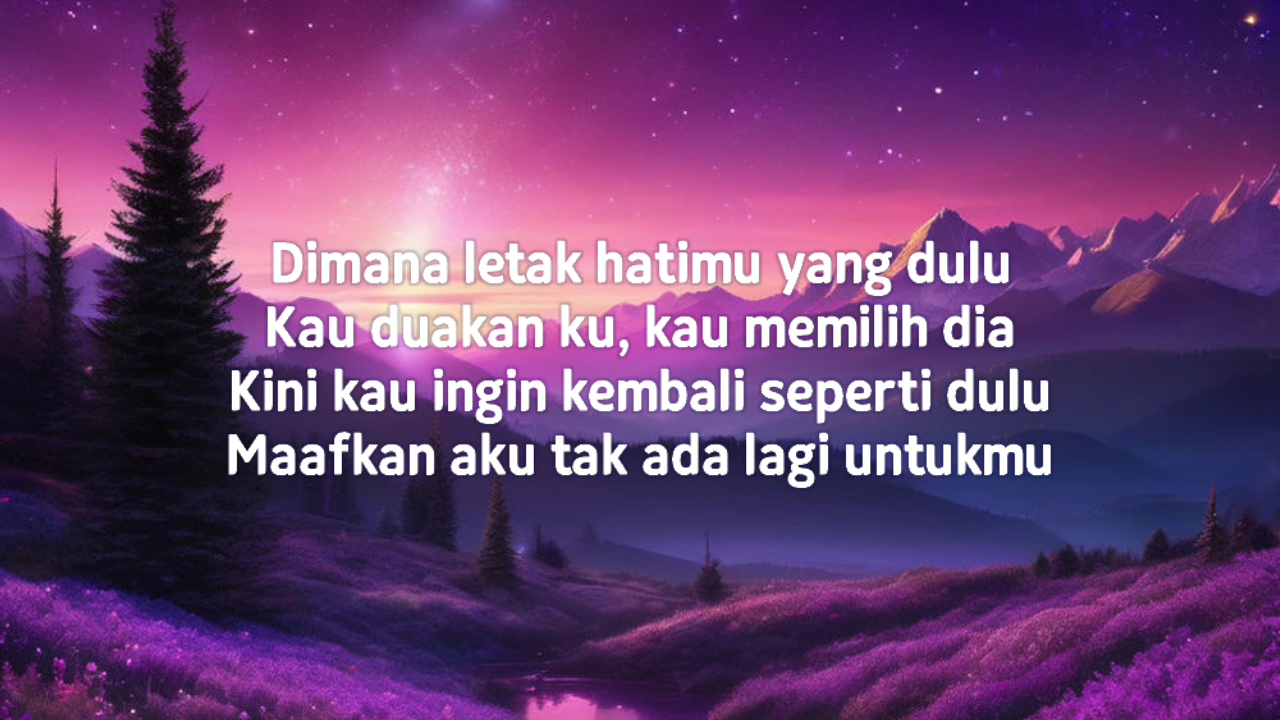 Dimana letak hatimu yang dulu
Kau duakan ku, kau memilih dia
Kini kau ingin kembali seperti dulu
Maafkan aku tak ada lagi untukmu